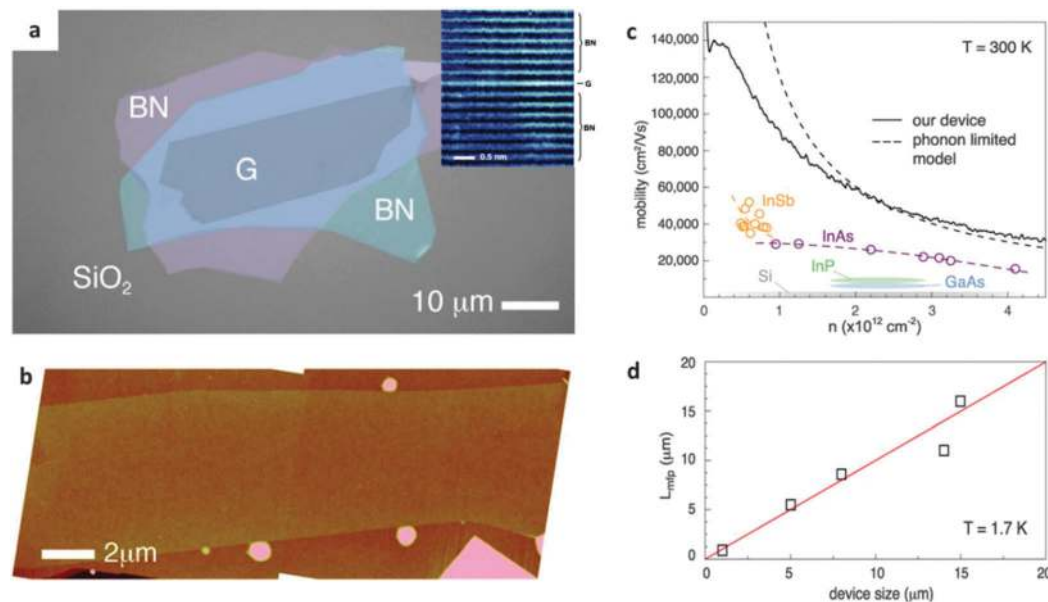 a
BN
G
BN
SiO2
10 μm
BN
G
BN
0.5 nm
b
2μm
c
T = 300 K
our device
phonon limited
model
mobility (cm²/Vs)
140,000
120,000
100,000
80,000
60,000
40,000
20,000
InSb
InAs
InP
GaAs
Si
0 1 2 3 4
n (x10¹² cm⁻²)
d
Lmfp (μm)
20
15
10
5
0
T = 1.7 K
0 5 10 15 20
device size (μm)